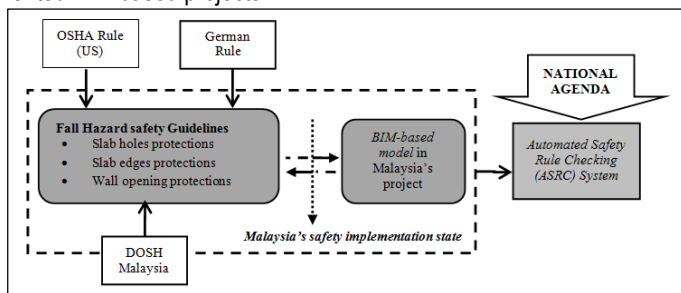 OSHA Rule
(US)
German
Rule
NATIONAL
AGENDA
Fall Hazard safety Guidelines
• Slab holes protections
• Slab edges protections
• Wall opening protections
BIM-based
model in
Malaysia's
project
Automated Safety
Rule Checking
(ASRC) System
Malaysia's safety implementation state
DOSH
Malaysia